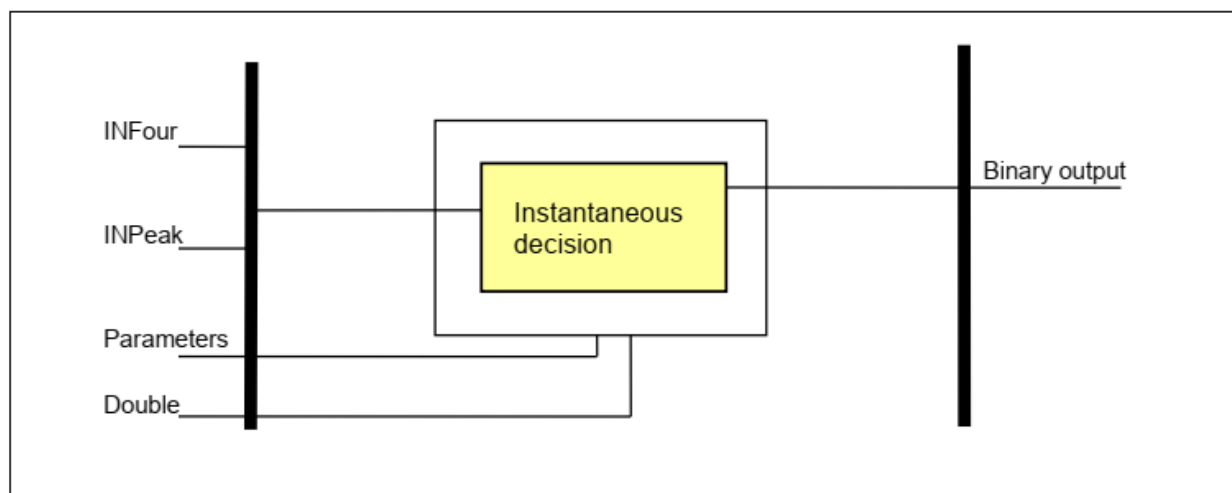 INFour
INPeak
Parameters
Double
Instantaneous
decision
Binary output